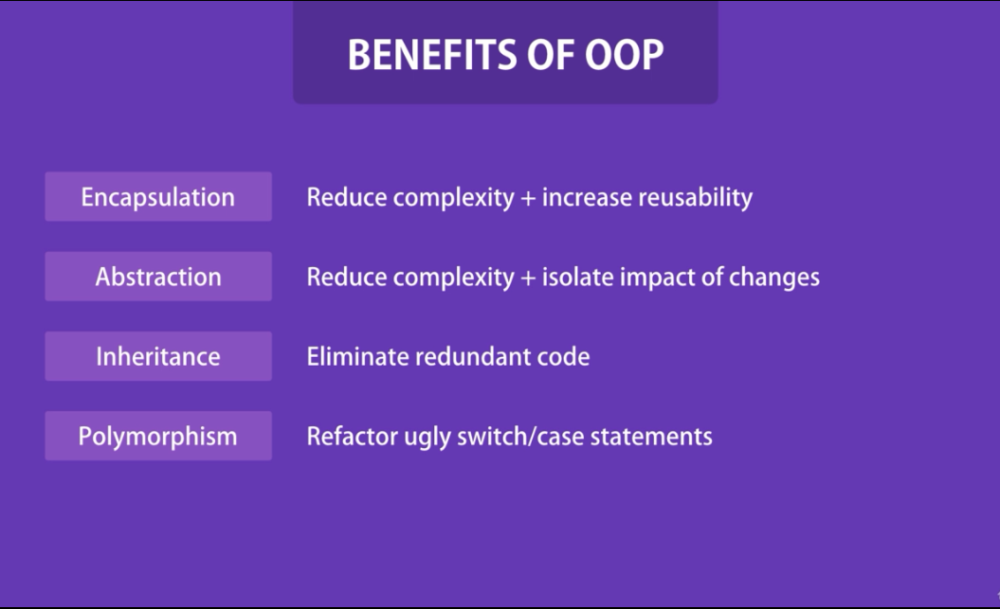 BENEFITS OF OOP
Encapsulation Reduce complexity + increase reusability
Abstraction Reduce complexity + isolate impact of changes
Inheritance Eliminate redundant code
Polymorphism Refactor ugly switch/case statements